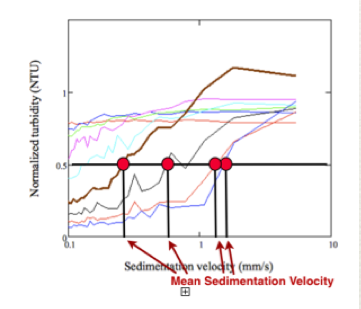 Normalized turbidity (NTU)
1
0.5
0
0.1
1
10
Sedimentation velocity (mm/s)
Mean Sedimentation Velocity